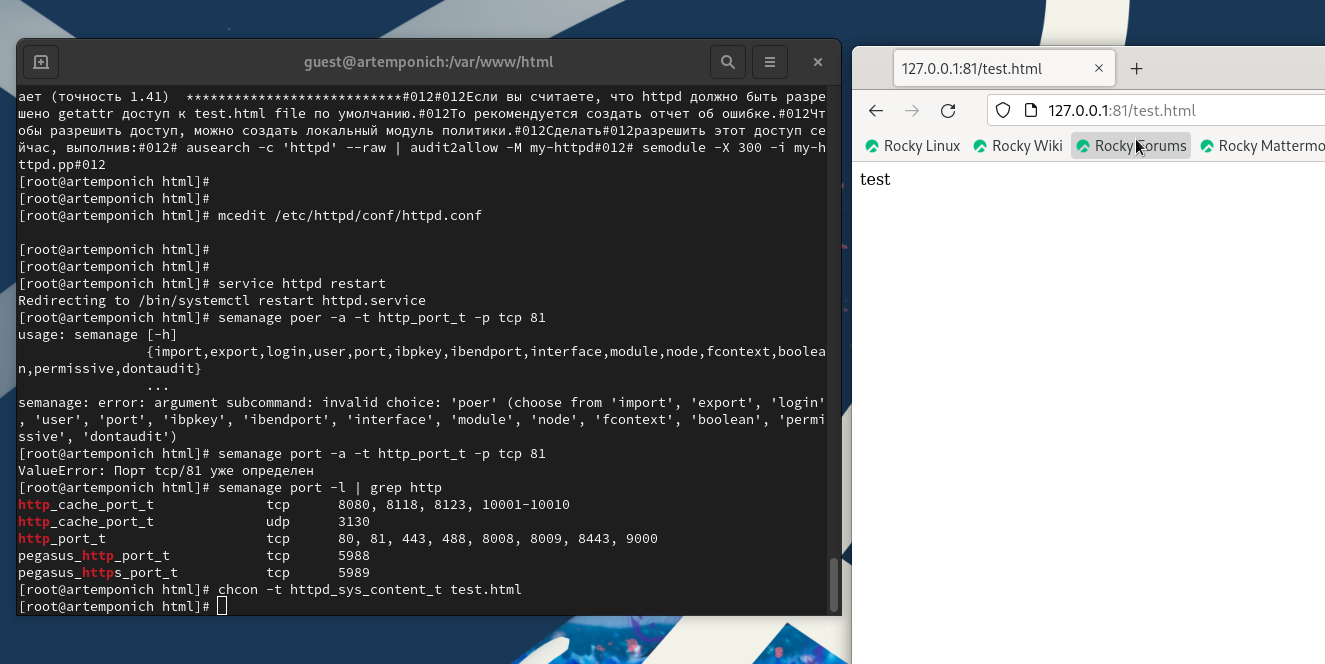 guest@artemponich:/var/www/html
ает (точность 1.41)  ***************************#012#012Если вы считаете, что httpd должно быть разре
шено getattr доступ к test.html file по умолчанию.#012То рекомендуется создать отчет об ошибке.#012Чт
обы разрешить доступ, можно создать локальный модуль политики.#012Сделать#012разрешить этот доступ се
йчас, выполнив:#012# ausearch -c 'httpd' --raw | audit2allow -M my-httpd#012# semodule -X 300 -i my-h
ttpd.pp#012
[root@artemponich html]#
[root@artemponich html]#
[root@artemponich html]# mcedit /etc/httpd/conf/httpd.conf
[root@artemponich html]#
[root@artemponich html]#
[root@artemponich html]# service httpd restart
Redirecting to /bin/systemctl restart httpd.service
[root@artemponich html]# semanage poer -a -t http_port_t -p tcp 81
usage: semanage [-h]
                {import,export,login,user,port,ibpkey,ibendport,interface,module,node,fcontext,boolea
n,permissive,dontaudit}
                ...
semanage: error: argument subcommand: invalid choice: 'poer' (choose from 'import', 'export', 'login'
, 'user', 'port', 'ibpkey', 'ibendport', 'interface', 'module', 'node', 'fcontext', 'boolean', 'permi
ssive', 'dontaudit')
[root@artemponich html]# semanage port -a -t http_port_t -p tcp 81
ValueError: Порт tcp/81 уже определен
[root@artemponich html]# semanage port -l | grep http
http_cache_port_t              tcp      8080, 8118, 8123, 10001-10010
http_cache_port_t              udp      3130
http_port_t                    tcp      80, 81, 443, 488, 8008, 8009, 8443, 9000
pegasus_http_port_t            tcp      5988
pegasus_https_port_t           tcp      5989
[root@artemponich html]# chcon -t httpd_sys_content_t test.html
[root@artemponich html]#
127.0.0.1:81/test.html
127.0.0.1:81/test.html
Rocky Linux Rocky Wiki Rocky Forums Rocky Mattermo
test